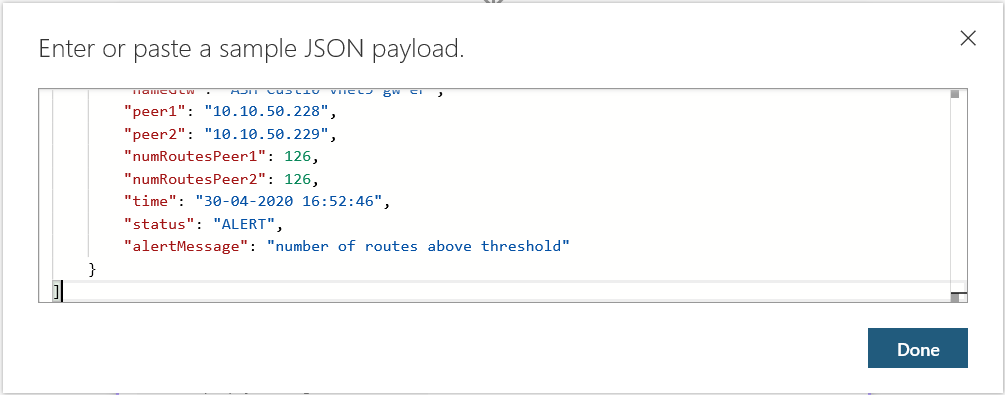 Enter or paste a sample JSON payload.
"peer1": "10.10.50.228",
"peer2": "10.10.50.229",
"numRoutesPeer1": 126,
"numRoutesPeer2": 126,
"time": "30-04-2020 16:52:46",
"status": "ALERT",
"alertMessage": "number of routes above threshold"
}
]
Done